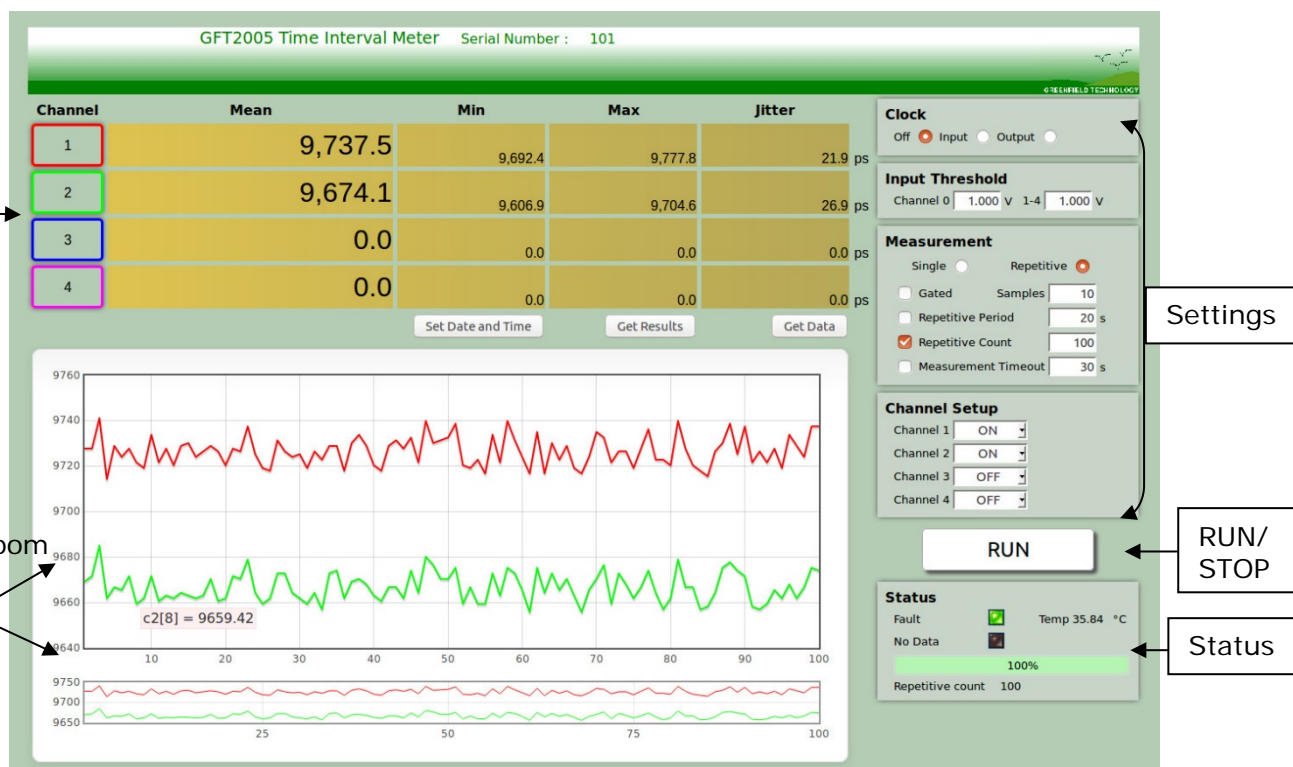 GFT2005 Time Interval Meter Serial Number : 101
GREENFIELD TECHNOLOGY
Channel Mean Min Max Jitter
1 9,737.5 9,692.4 9,777.8 21.9 ps
2 9,674.1 9,606.9 9,704.6 26.9 ps
3 0.0 0.0 0.0 0.0 ps
4 0.0 0.0 0.0 0.0 ps
Set Date and Time Get Results Get Data
Clock
Off Input Output
Input Threshold
Channel 0 1.000 V 1-4 1.000 V
Measurement
Single Repetitive
Gated Samples 10
Repetitive Period 20 s
Repetitive Count 100
Measurement Timeout 30 s
Settings
Channel Setup
Channel 1 ON
Channel 2 ON
Channel 3 OFF
Channel 4 OFF
RUN
RUN/
STOP
Status
Fault Temp 35.84 °C
No Data
100%
Repetitive count 100
Status
9760
9740
9720
9700
9680
9660
9640
c2[8] = 9659.42
10 20 30 40 50 60 70 80 90 100
9750
9700
9650
25 50 75 100